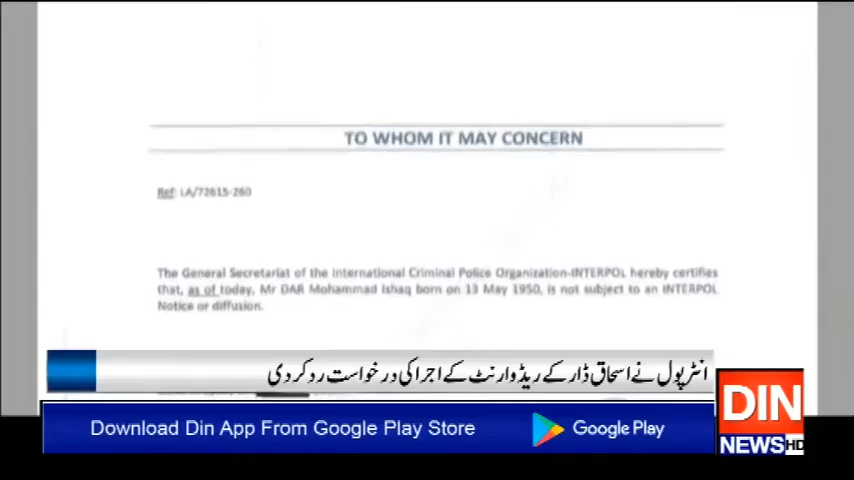 TO WHOM IT MAY CONCERN
Ref: LA/72615-260
The General Secretariat of the International Criminal Police Organization-INTERPOL hereby certifies
that, as of today, Mr DAR Mohammad Ishaq born on 13 May 1950, is not subject to an INTERPOL
Notice or diffusion.
انٹرپول نے اسحاق ڈار کے ریڈ وارنٹ کے اجرا کی درخواست رد کر دی
Download Din App From Google Play Store
Google Play
DIN
NEWS HD